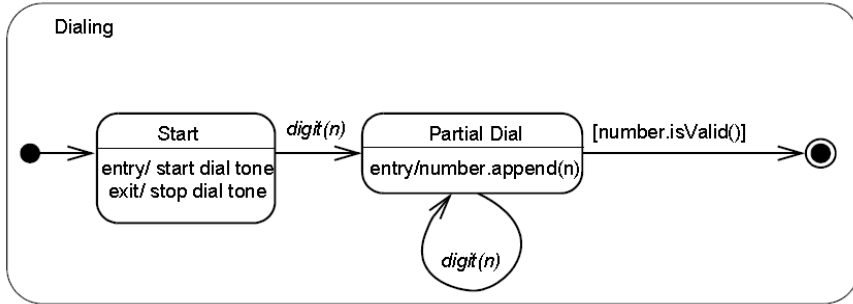 Dialing
Start
entry/ start dial tone
exit/ stop dial tone
digit(n)
Partial Dial
entry/number.append(n)
digit(n)
[number.isValid()]